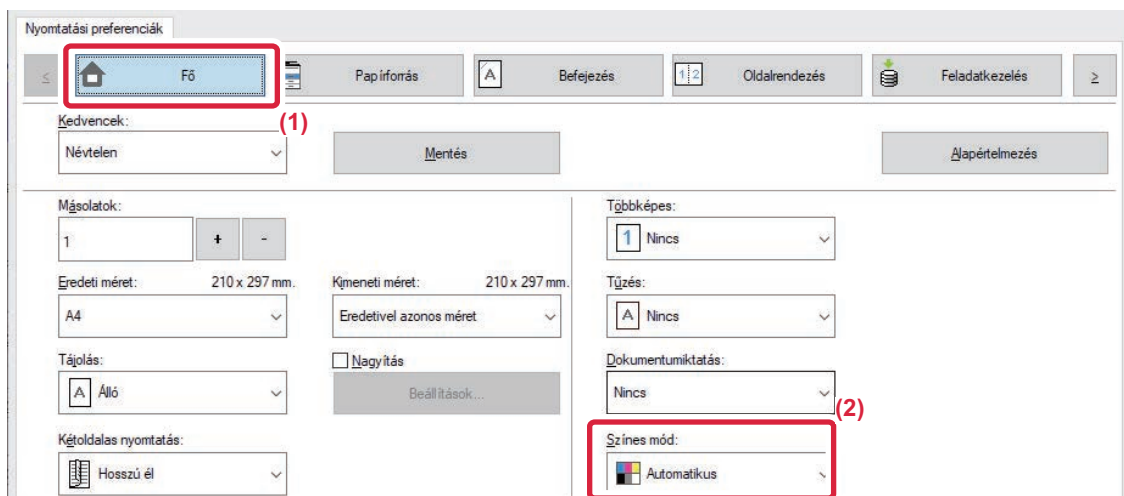 Nyomtatási preferenciák
<
Fő
Papírforrás
A
Befejezés
1 2
Oldalrendezés
Feladatkezelés
>
(1)
Kedvencek:
Névtelen
Mentés
Alapértelmezés
Másolatok:
1
+
-
Eredeti méret: 210 x 297 mm.
A4
Kimeneti méret: 210 x 297 mm.
Eredetivel azonos méret
Tájolás:
A Álló
Nagyítás
Beállítások...
Kétoldalas nyomtatás:
Hosszú él
Többképes:
1 Nincs
Tűzés:
A Nincs
Dokumentumiktatás:
Nincs
(2)
Színes mód:
Automatikus